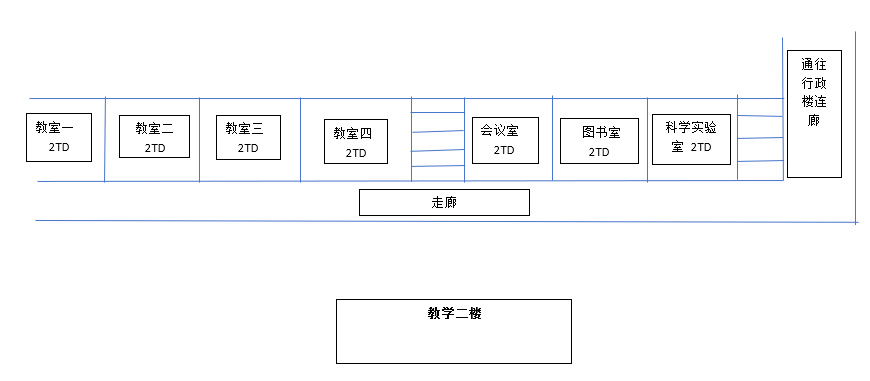 教室一
2TD
教室二
2TD
教室三
2TD
教室四
2TD
会议室
2TD
图书室
2TD
科学实验
室 2TD
通往
行政
楼连
廊
走廊
教学二楼